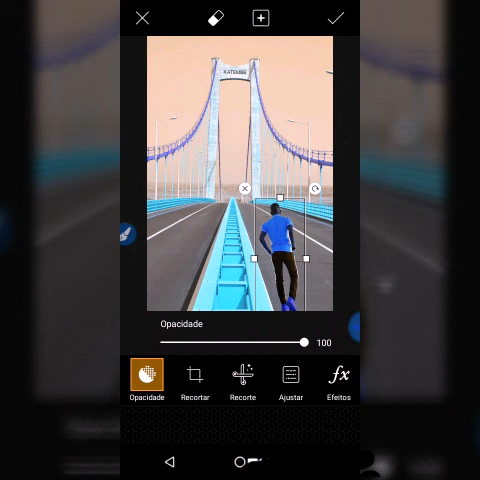 KATEMBE
Opacidade
100
Opacidade Recortar Recorte Ajustar Efeitos
fx